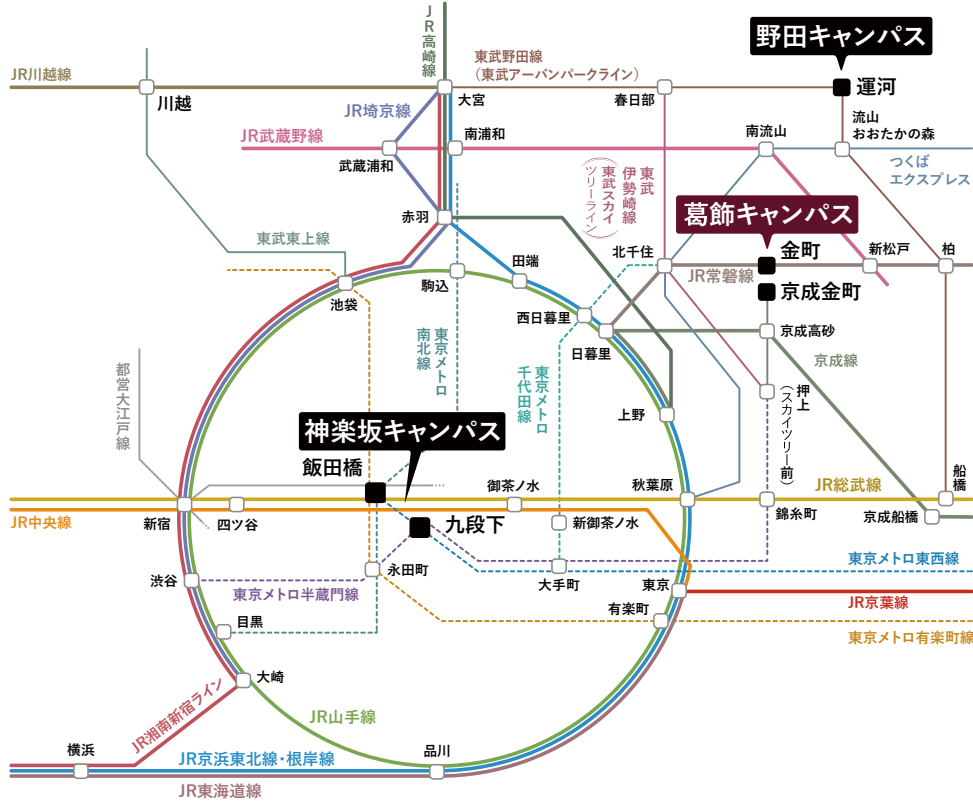 JR高崎線
野田キャンパス
東武野田線
（東武アーバンパークライン）
JR川越線
川越
大宮
春日部
運河
JR埼京線
流山
おおたかの森
JR武蔵野線
南浦和
南流山
武蔵浦和
つくば
エクスプレス
東武
伊勢崎線
（東武スカイ
ツリーライン）
葛飾キャンパス
赤羽
東武東上線
北千住
金町
新松戸
柏
田端
駒込
JR常磐線
池袋
京成金町
西日暮里
日暮里
京成高砂
東京メトロ
南北線
京成線
都営大江戸線
東京メトロ
千代田線
押上
（スカイツリー前）
上野
神楽坂キャンパス
飯田橋
船橋
御茶ノ水
秋葉原
JR総武線
JR中央線
新宿
四ツ谷
九段下
新御茶ノ水
錦糸町
京成船橋
東京メトロ東西線
渋谷
永田町
大手町
東京
東京メトロ半蔵門線
JR京葉線
有楽町
目黒
東京メトロ有楽町線
大崎
JR湘南新宿ライン
JR山手線
横浜
品川
JR京浜東北線・根岸線
JR東海道線